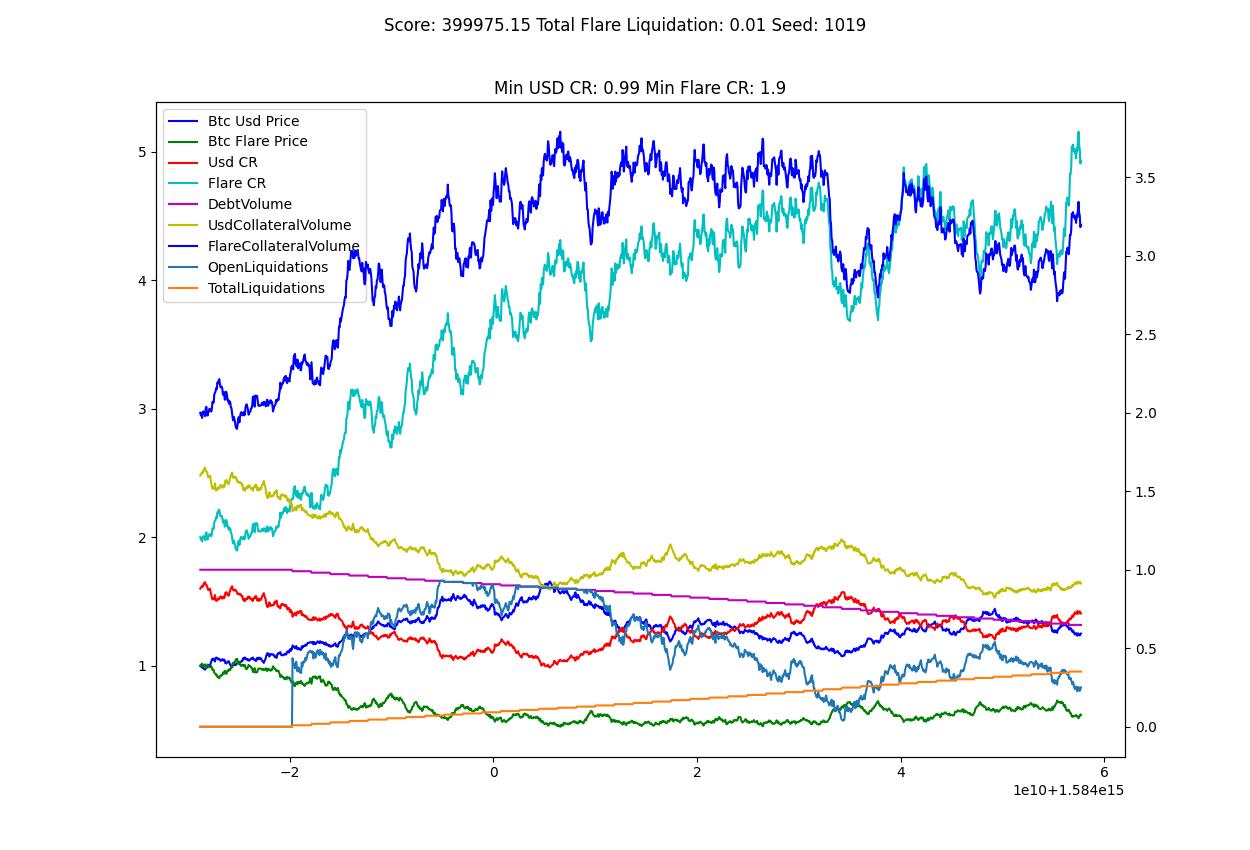 Score: 399975.15 Total Flare Liquidation: 0.01 Seed: 1019
Min USD CR: 0.99 Min Flare CR: 1.9
Btc Usd Price
Btc Flare Price
Usd CR
Flare CR
DebtVolume
UsdCollateralVolume
FlareCollateralVolume
OpenLiquidations
TotalLiquidations
5
4
3
2
1
3.5
3.0
2.5
2.0
1.5
1.0
0.5
0.0
−2 0 2 4 6
1e10+1.584e15